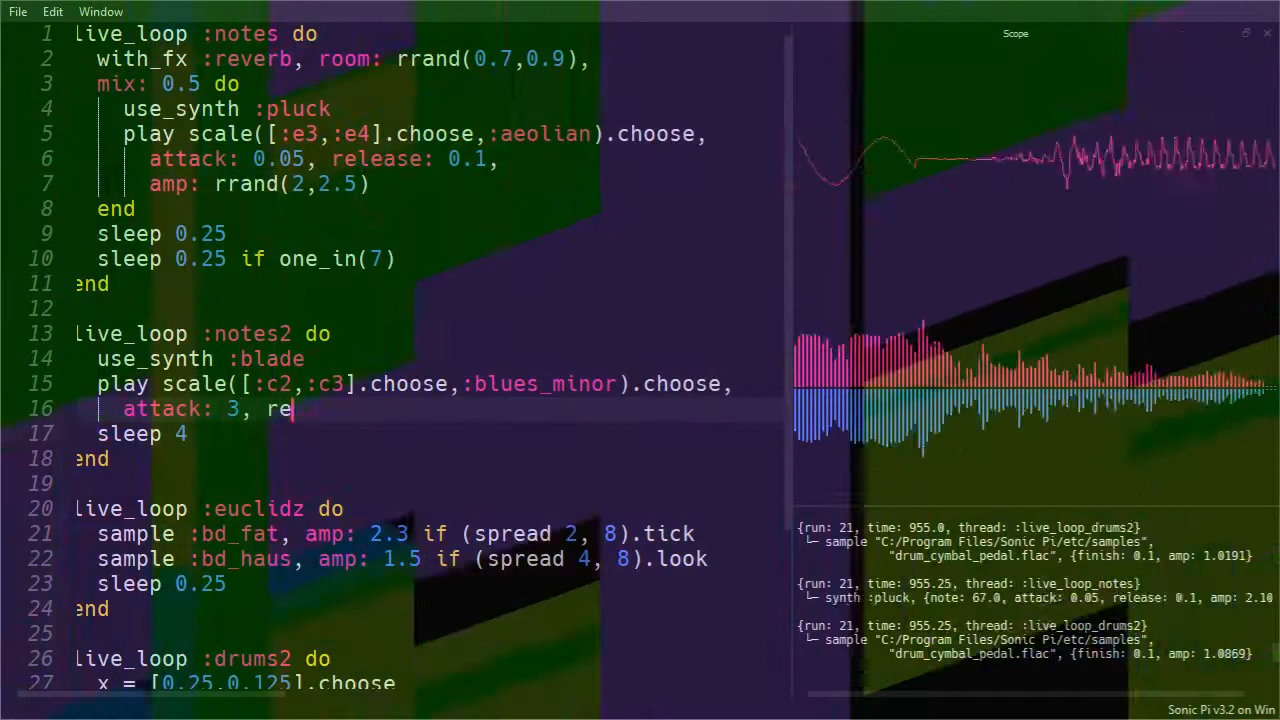 File Edit Window
Scope
1 live_loop :notes do
2 with_fx :reverb, room: rrand(0.7,0.9),
3 mix: 0.5 do
4 use_synth :pluck
5 play scale([:e3,:e4].choose,:aeolian).choose,
6 attack: 0.05, release: 0.1,
7 amp: rrand(2,2.5)
8 end
9 sleep 0.25
10 sleep 0.25 if one_in(7)
11 end
12
13 live_loop :notes2 do
14 use_synth :blade
15 play scale([:c2,:c3].choose,:blues_minor).choose,
16 attack: 3, re
17 sleep 4
18 end
19
20 live_loop :euclidz do
21 sample :bd_fat, amp: 2.3 if (spread 2, 8).tick
22 sample :bd_haus, amp: 1.5 if (spread 4, 8).look
23 sleep 0.25
24 end
25
26 live_loop :drums2 do
27 x = [0.25,0.125].choose
{run: 21, time: 955.0, thread: :live_loop_drums2}
└─ sample "C:/Program Files/Sonic Pi/etc/samples",
"drum_cymbal_pedal.flac", {finish: 0.1, amp: 1.0191}
{run: 21, time: 955.25, thread: :live_loop_notes}
└─ synth :pluck, {note: 67.0, attack: 0.05, release: 0.1, amp: 2.10
{run: 21, time: 955.25, thread: :live_loop_drums2}
└─ sample "C:/Program Files/Sonic Pi/etc/samples",
"drum_cymbal_pedal.flac", {finish: 0.1, amp: 1.0869}
Sonic Pi v3.2 on Win